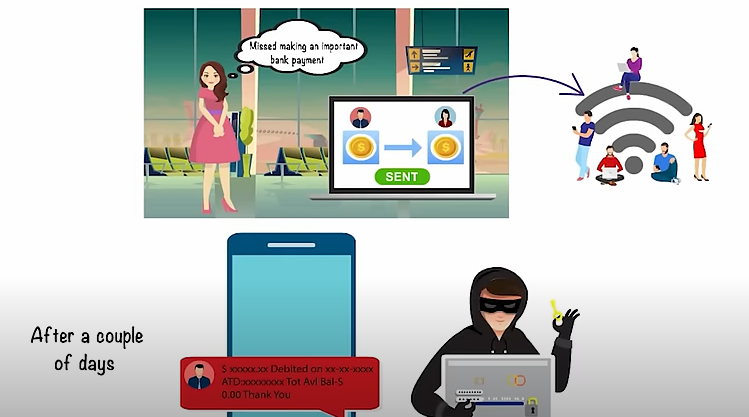 Missed making an important
bank payment
SENT
After a couple
of days
$ xxxxx.xx Debited on xx-xx-xxxx
ATD:xxxxxxxx Tot Avl Bal-$
0.00 Thank You